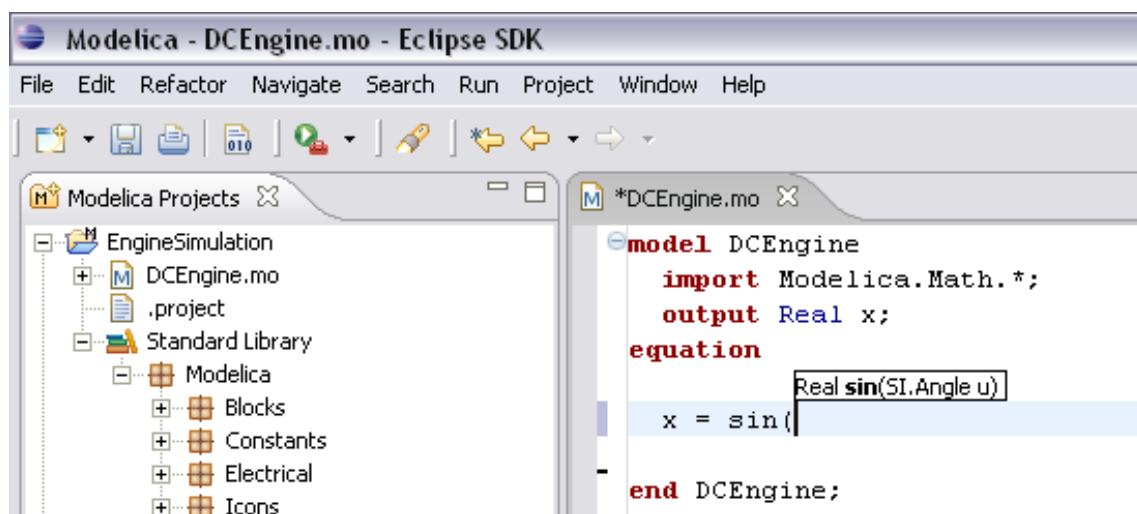 Modelica - DCEngine.mo - Eclipse SDK
File Edit Refactor Navigate Search Run Project Window Help
010
Modelica Projects
EngineSimulation
DCEngine.mo
.project
Standard Library
Modelica
Blocks
Constants
Electrical
Icons
*DCEngine.mo
model DCEngine
import Modelica.Math.*;
output Real x;
equation
Real sin(SI.Angle u)
x = sin(
end DCEngine;